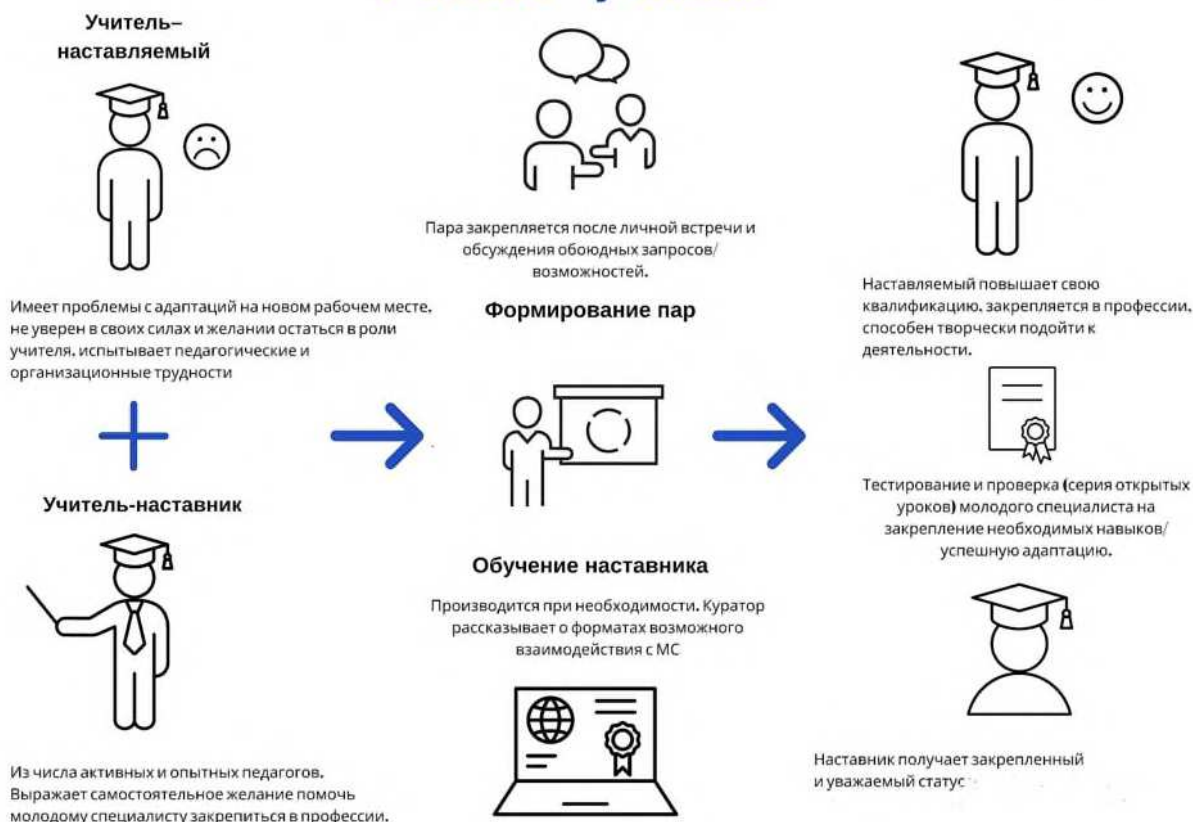 Учитель–
наставляемый
Имеет проблемы с адаптаций на новом рабочем месте,
не уверен в своих силах и желании остаться в роли
учителя, испытывает педагогические и
организационные трудности
Учитель-наставник
Из числа активных и опытных педагогов.
Выражает самостоятельное желание помочь
молодому специалисту закрепиться в профессии.
Пара закрепляется после личной встречи и
обсуждения обоюдных запросов/
возможностей.
Формирование пар
Обучение наставника
Производится при необходимости. Куратор
рассказывает о форматах возможного
взаимодействия с МС
Наставляемый повышает свою
квалификацию, закрепляется в профессии,
способен творчески подойти к
деятельности.
Тестирование и проверка (серия открытых
уроков) молодого специалиста на
закрепление необходимых навыков/
успешную адаптацию.
Наставник получает закрепленный
и уважаемый статус